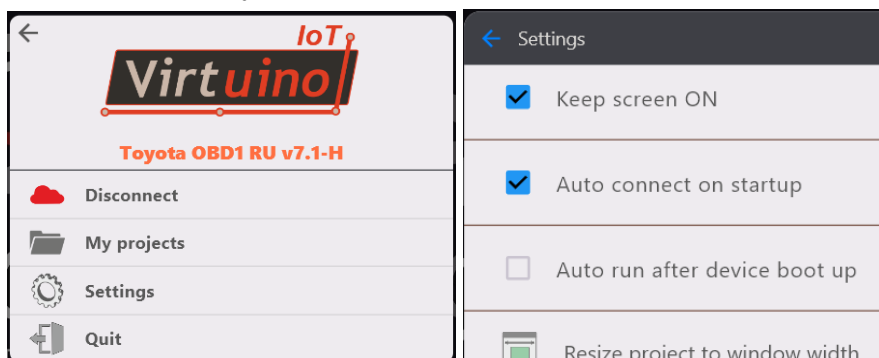 IoT
Virtuino
Toyota OBD1 RU v7.1-H
Disconnect
My projects
Settings
Quit
Settings
Keep screen ON
Auto connect on startup
Auto run after device boot up
Resize project to window width